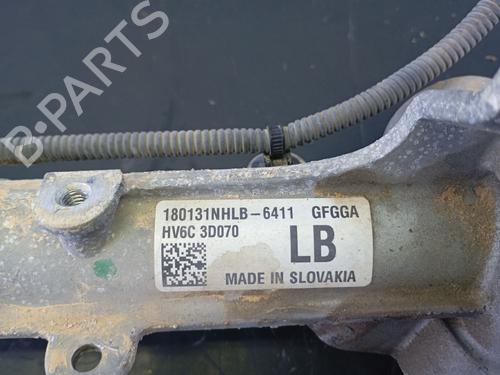 B-PARTS
180131NHLB-6411 GFGGA
HV6C 3D070
LB
MADE IN SLOVAKIA